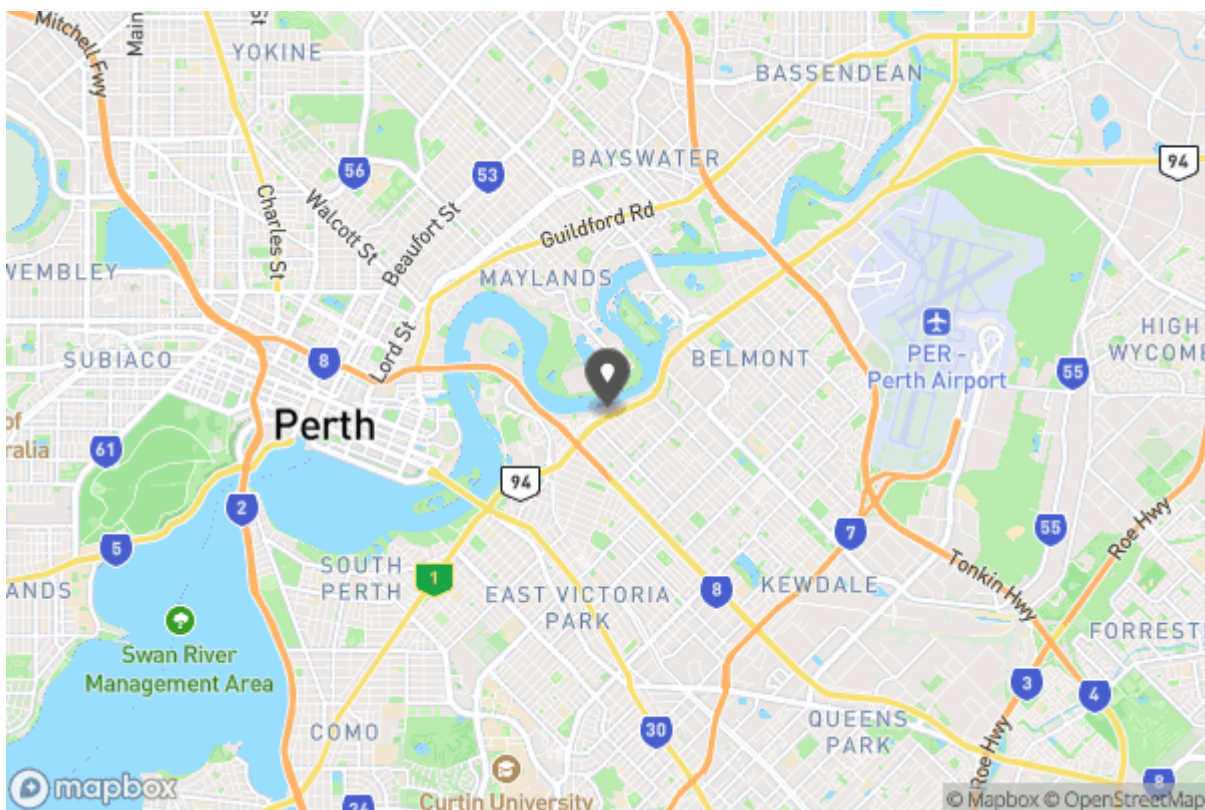 Mitchell Fwy
Main
St
YOKINE
BASSENDEAN
BAYSWATER
94
56
53
Charles St
Walcott St
Beaufort St
Guildford Rd
WEMBLEY
MAYLANDS
SUBIACO
8
Lord St
BELMONT
PER -
Perth Airport
HIGH
WYCOMB
55
Perth
of
ralia
61
94
2
5
55
7
Roe Hwy
SOUTH
PERTH
1
EAST VICTORIA
PARK
8
KEWDALE
Tonkin Hwy
ANDS
Swan River
Management Area
FORREST
3
4
COMO
30
QUEENS
PARK
Roe Hwy
8
mapbox
26
Curtin University
© Mapbox © OpenStreetMap